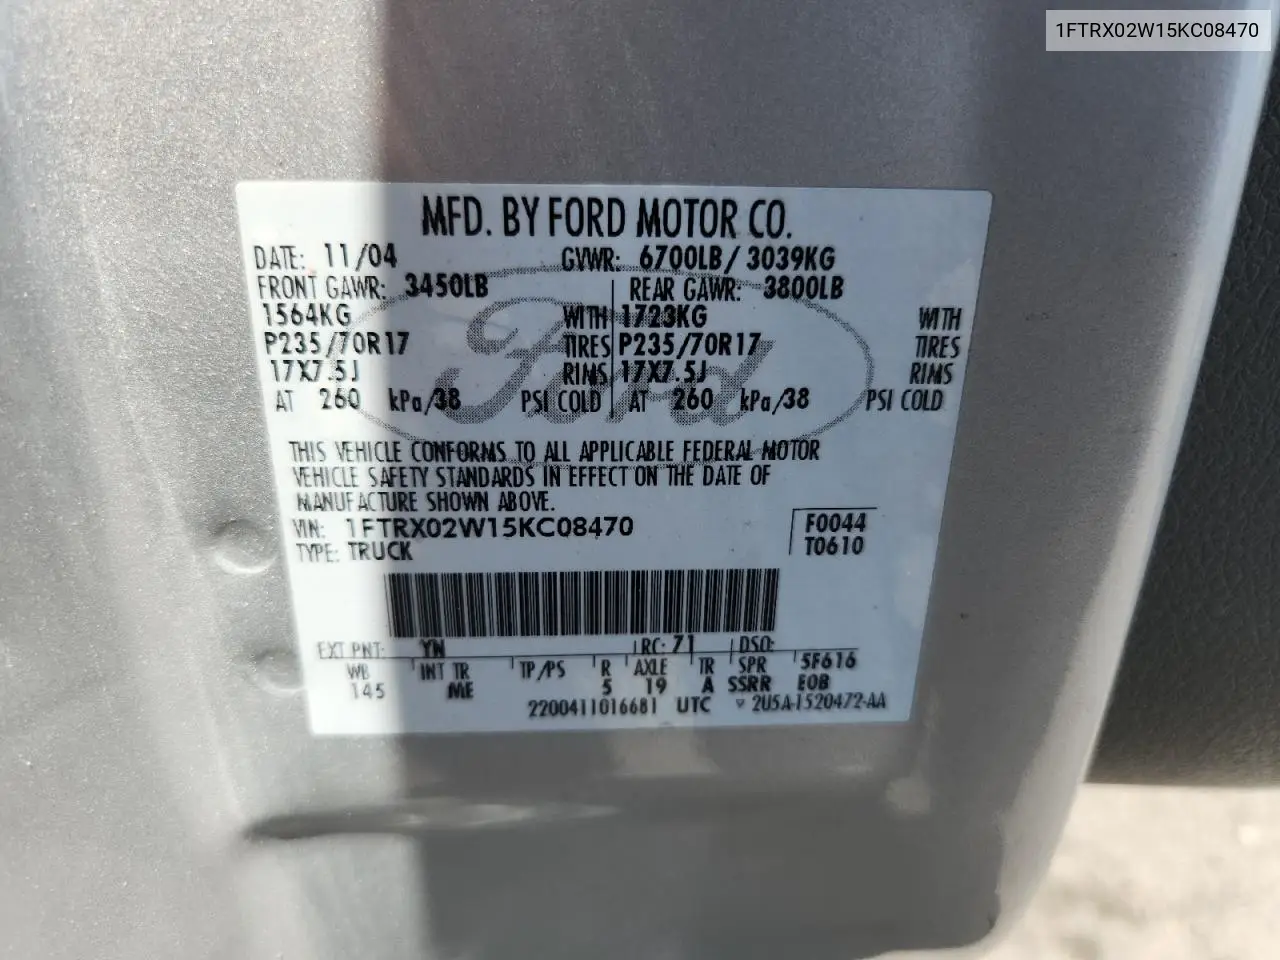 1FTRX02W15KC08470
MFD. BY FORD MOTOR CO.
DATE: 11/04 GVWR: 6700LB/ 3039KG
FRONT GAWR: 3450LB REAR GAWR: 3800LB
1564KG WITH 1723KG WITH
P235/70R17 TIRES P235/70R17 TIRES
17X7.5J RIMS 17X7.5J RIMS
AT 260 kPa/38 PSI COLD AT 260 kPa/38 PSI COLD
Ford
THIS VEHICLE CONFORMS TO ALL APPLICABLE FEDERAL MOTOR
VEHICLE SAFETY STANDARDS IN EFFECT ON THE DATE OF
MANUFACTURE SHOWN ABOVE.
VIN: 1FTRX02W15KC08470 F0044
TYPE: TRUCK T0610
EXT PNT: YN RC: 71 DSO:
WB INT TR TP/PS R AXLE TR SPR 5F616
145 ME 5 19 A SSRR E0B
2200411016681 UTC ▽ 2U5A-1520472-AA